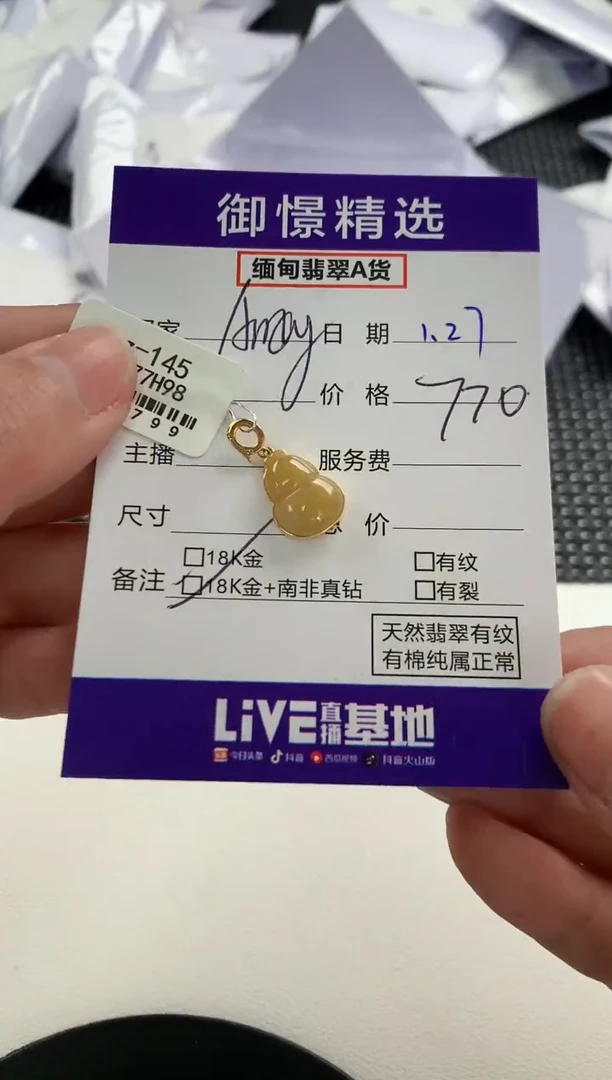 御憬精选
缅甸翡翠A货
家 日 期 1.27
-145
77H98
799
价 格 770
主播 服务费
尺寸 价
□18K金 □有纹
备注 □18K金+南非真钻 □有裂
天然翡翠有纹
有棉纯属正常
LiVE直播基地
今日头条 抖音 西瓜视频 抖音火山版